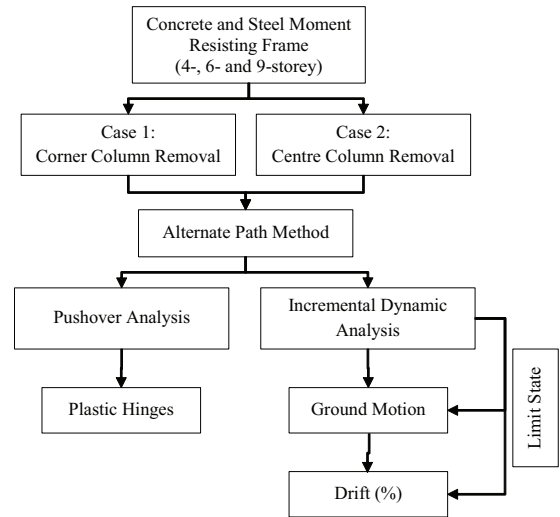 Concrete and Steel Moment
Resisting Frame
(4-, 6- and 9-storey)
Case 1:
Corner Column Removal
Case 2:
Centre Column Removal
Alternate Path Method
Pushover Analysis
Incremental Dynamic
Analysis
Plastic Hinges
Ground Motion
Limit State
Drift (%)